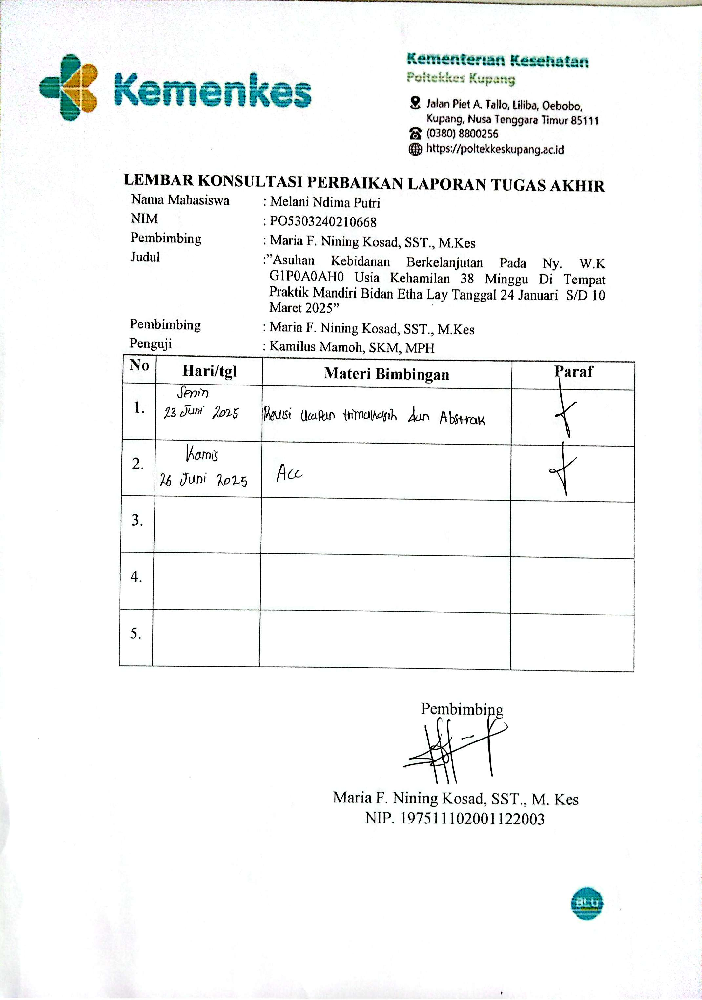 Kemenkes
Kementerian Kesehatan
Poltekkes Kupang
Jalan Piet A. Tallo, Liliba, Oebobo,
Kupang, Nusa Tenggara Timur 85111
(0380) 8800256
https://poltekkeskupang.ac.id
LEMBAR KONSULTASI PERBAIKAN LAPORAN TUGAS AKHIR
Nama Mahasiswa : Melani Ndima Putri
NIM : PO5303240210668
Pembimbing : Maria F. Nining Kosad, SST., M.Kes
Judul :”Asuhan Kebidanan Berkelanjutan Pada Ny. W.K
G1P0A0AH0 Usia Kehamilan 38 Minggu Di Tempat
Praktik Mandiri Bidan Etha Lay Tanggal 24 Januari S/D 10
Maret 2025”
Pembimbing : Maria F. Nining Kosad, SST., M.Kes
Penguji : Kamilus Mamoh, SKM, MPH
No Hari/tgl Materi Bimbingan Paraf
Senin
1. 23 Juni 2025 Revisi Ucapan trimakasih dan Abstrak
Kamis
2. 26 Juni 2025 Acc
3.
4.
5.
Pembimbing
Maria F. Nining Kosad, SST., M. Kes
NIP. 197511102001122003
BLU